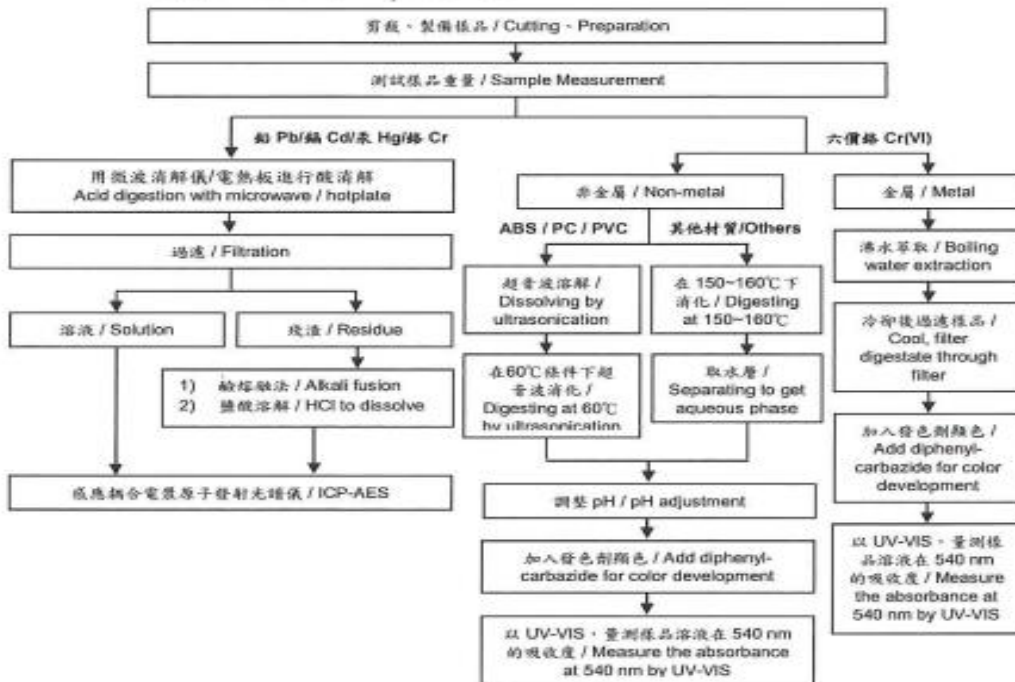 剪裁、製備樣品 / Cutting、Preparation
測試樣品重量 / Sample Measurement
鉛 Pb/鎘 Cd/汞 Hg/鉻 Cr
六價鉻 Cr(VI)
用微波消解儀/電熱板進行酸消解
Acid digestion with microwave / hotplate
過濾 / Filtration
溶液 / Solution
殘渣 / Residue
1) 鹼熔融法 / Alkali fusion
2) 鹽酸溶解 / HCl to dissolve
感應耦合電漿原子發射光譜儀 / ICP-AES
非金屬 / Non-metal
ABS / PC / PVC
其他材質/Others
超音波溶解 /
Dissolving by
ultrasonication
在60℃條件下超
音波消化 /
Digesting at 60℃
by ultrasonication
在 150~160℃下
消化 / Digesting
at 150~160℃
取水層 /
Separating to get
aqueous phase
調整 pH / pH adjustment
加入發色劑顯色 / Add diphenyl-
carbazide for color development
以 UV-VIS、量測樣品溶液在 540 nm
的吸收度 / Measure the absorbance
at 540 nm by UV-VIS
金屬 / Metal
沸水萃取 / Boiling
water extraction
冷卻後過濾樣品 /
Cool, filter
digestate through
filter
加入發色劑顯色 /
Add diphenyl-
carbazide for color
development
以 UV-VIS、量測樣
品溶液在 540 nm
的吸收度 / Measure
the absorbance at
540 nm by UV-VIS